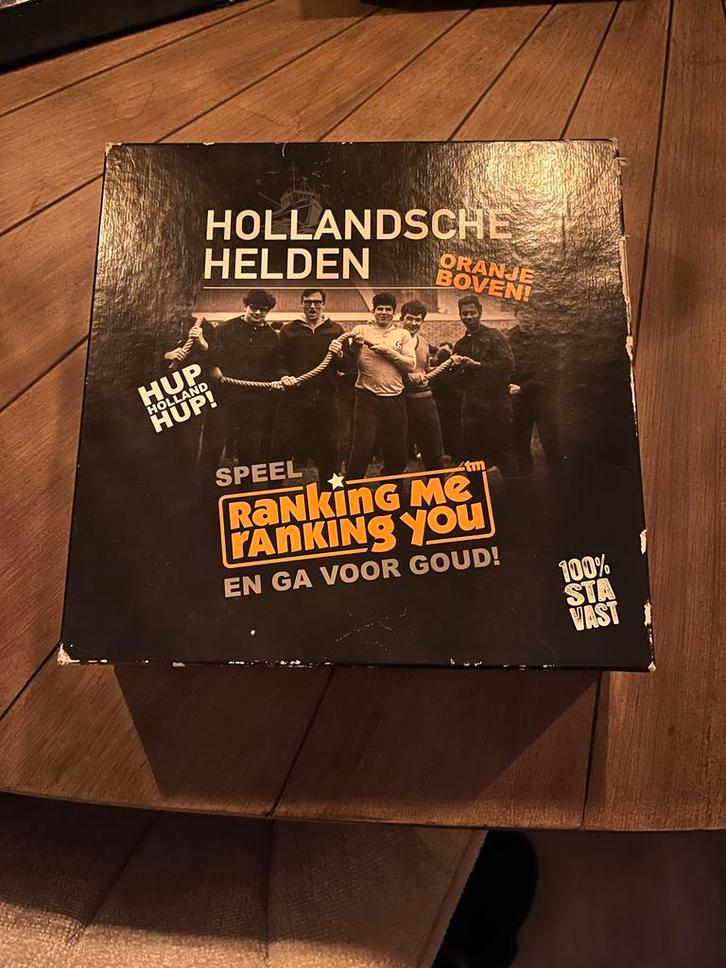 HOLLANDSCHE
HELDEN
ORANJE
BOVEN!
HUP
HOLLAND
HUP!
SPEEL
RaNKiNG Me tm
rANKING yOU
EN GA VOOR GOUD!
100%
STA
VAST